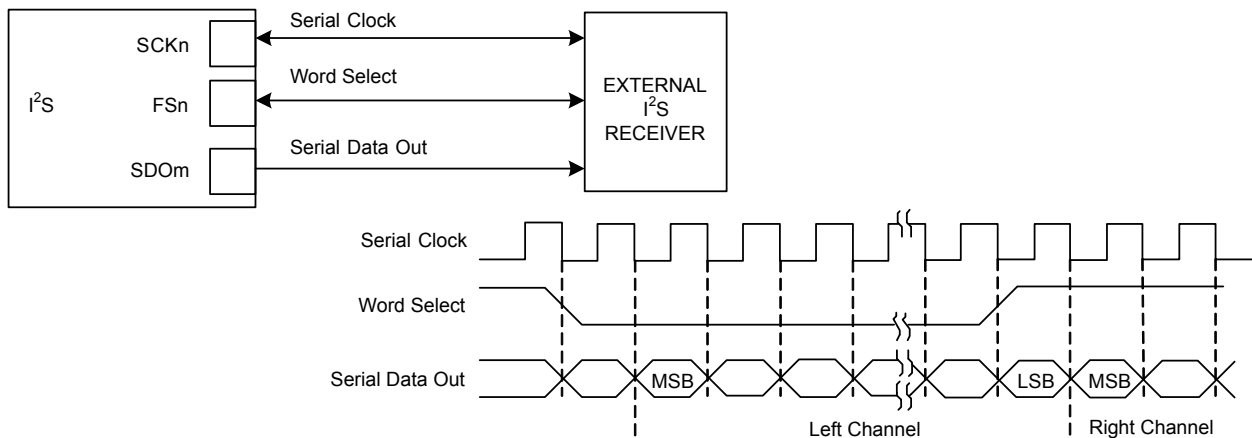 Serial Clock
SCKn
Word Select
I²S
FSn
EXTERNAL
I²S
RECEIVER
Serial Data Out
SDOm
Serial Clock
Word Select
Serial Data Out
MSB
LSB
MSB
Left Channel
Right Channel